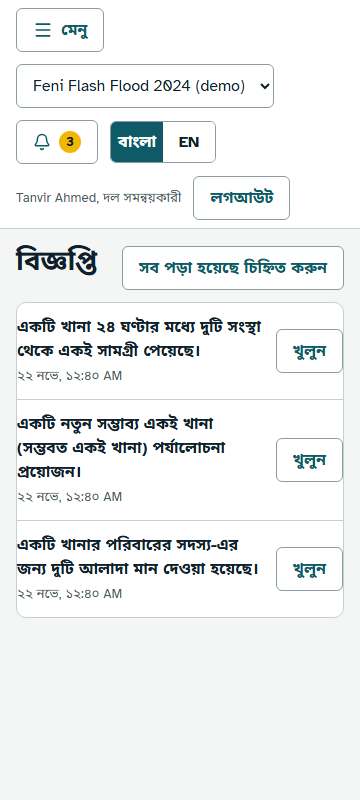 মেনু
Feni Flash Flood 2024 (demo)
3
বাংলা EN
Tanvir Ahmed, দল সমন্বয়কারী লগআউট
বিজ্ঞপ্তি সব পড়া হয়েছে চিহ্নিত করুন
একটি খানা ২৪ ঘণ্টার মধ্যে দুটি সংস্থা
থেকে একই সামগ্রী পেয়েছে।
খুলুন
২২ নভে, ১২:৪০ AM
একটি নতুন সম্ভাব্য একই খানা
(সম্ভবত একই খানা) পর্যালোচনা
প্রয়োজন।
খুলুন
২২ নভে, ১২:৪০ AM
একটি খানার পরিবারের সদস্য-এর
জন্য দুটি আলাদা মান দেওয়া হয়েছে।
খুলুন
২২ নভে, ১২:৪০ AM